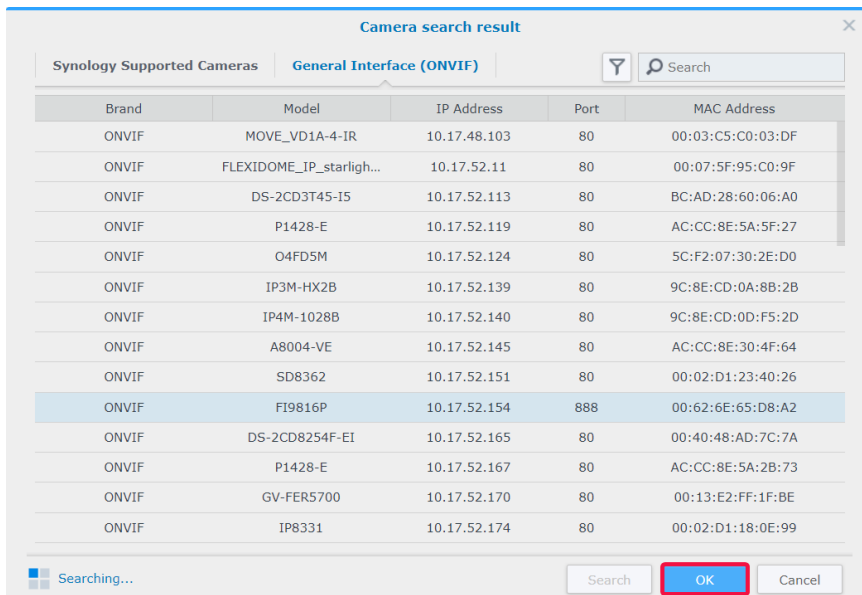 Camera search result
Synology Supported Cameras General Interface (ONVIF) Search
Brand Model IP Address Port MAC Address
ONVIF MOVE_VD1A-4-IR 10.17.48.103 80 00:03:C5:C0:03:DF
ONVIF FLEXIDOME_IP_starligh... 10.17.52.11 80 00:07:5F:95:C0:9F
ONVIF DS-2CD3T45-I5 10.17.52.113 80 BC:AD:28:60:06:A0
ONVIF P1428-E 10.17.52.119 80 AC:CC:8E:5A:5F:27
ONVIF O4FD5M 10.17.52.124 80 5C:F2:07:30:2E:D0
ONVIF IP3M-HX2B 10.17.52.139 80 9C:8E:CD:0A:8B:2B
ONVIF IP4M-1028B 10.17.52.140 80 9C:8E:CD:0D:F5:2D
ONVIF A8004-VE 10.17.52.145 80 AC:CC:8E:30:4F:64
ONVIF SD8362 10.17.52.151 80 00:02:D1:23:40:26
ONVIF FI9816P 10.17.52.154 888 00:62:6E:65:D8:A2
ONVIF DS-2CD8254F-EI 10.17.52.165 80 00:40:48:AD:7C:7A
ONVIF P1428-E 10.17.52.167 80 AC:CC:8E:5A:2B:73
ONVIF GV-FER5700 10.17.52.170 80 00:13:E2:FF:1F:BE
ONVIF IP8331 10.17.52.174 80 00:02:D1:18:0E:99
Searching... Search OK Cancel